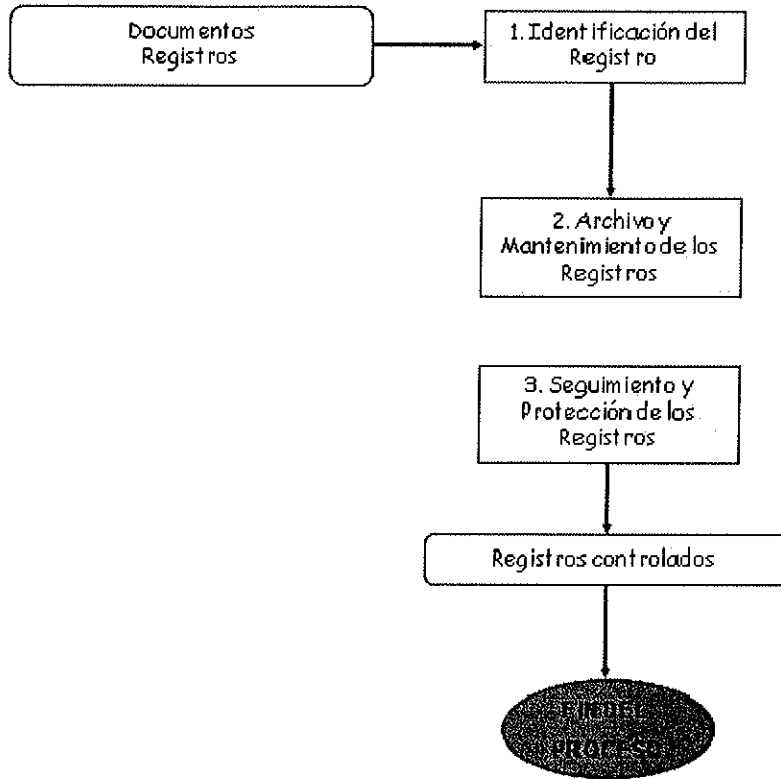 Documentos
Registros
1. Identificación del
Registro
2. Archivo y
Mantenimiento de los
Registros
3. Seguimiento y
Protección de los
Registros
Registros controlados
FIN DEL
PROCESO